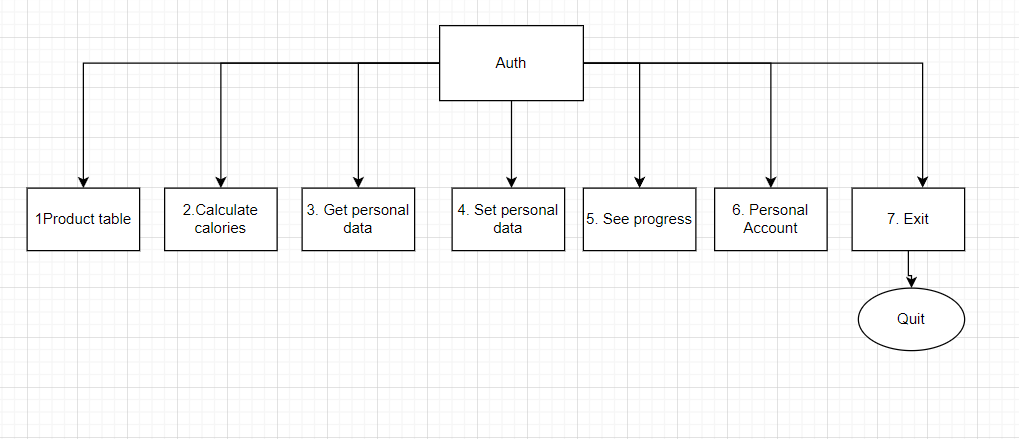 Auth
1Product table
2.Calculate
calories
3. Get personal
data
4. Set personal
data
5. See progress
6. Personal
Account
7. Exit
Quit